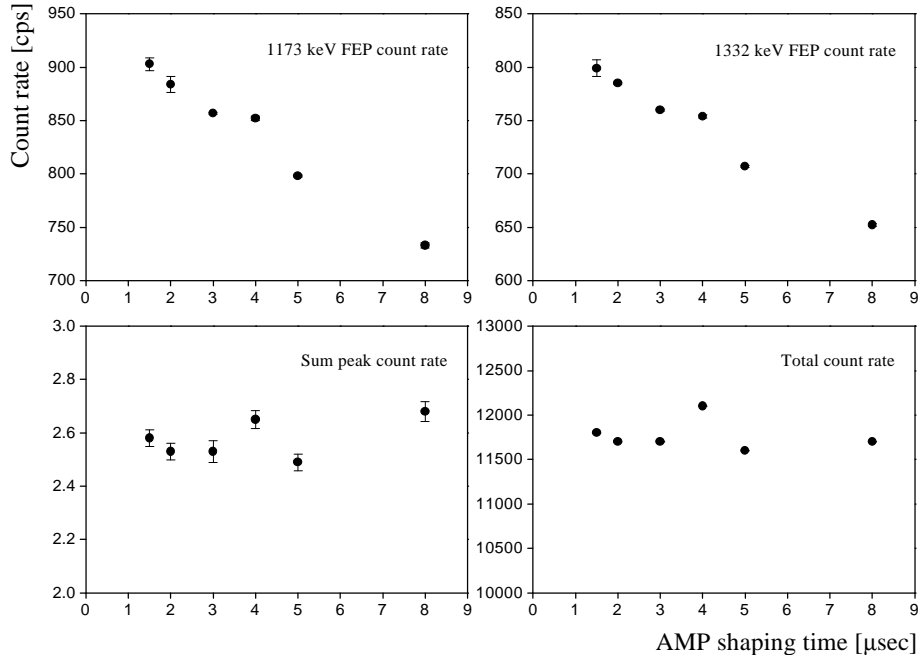 Count rate [cps]
950
900
850
800
750
700
0 1 2 3 4 5 6 7 8 9
1173 keV FEP count rate
850
800
750
700
650
600
0 1 2 3 4 5 6 7 8 9
1332 keV FEP count rate
3.0
2.8
2.6
2.4
2.2
2.0
0 1 2 3 4 5 6 7 8 9
Sum peak count rate
13000
12500
12000
11500
11000
10500
10000
0 1 2 3 4 5 6 7 8 9
Total count rate
AMP shaping time [μsec]